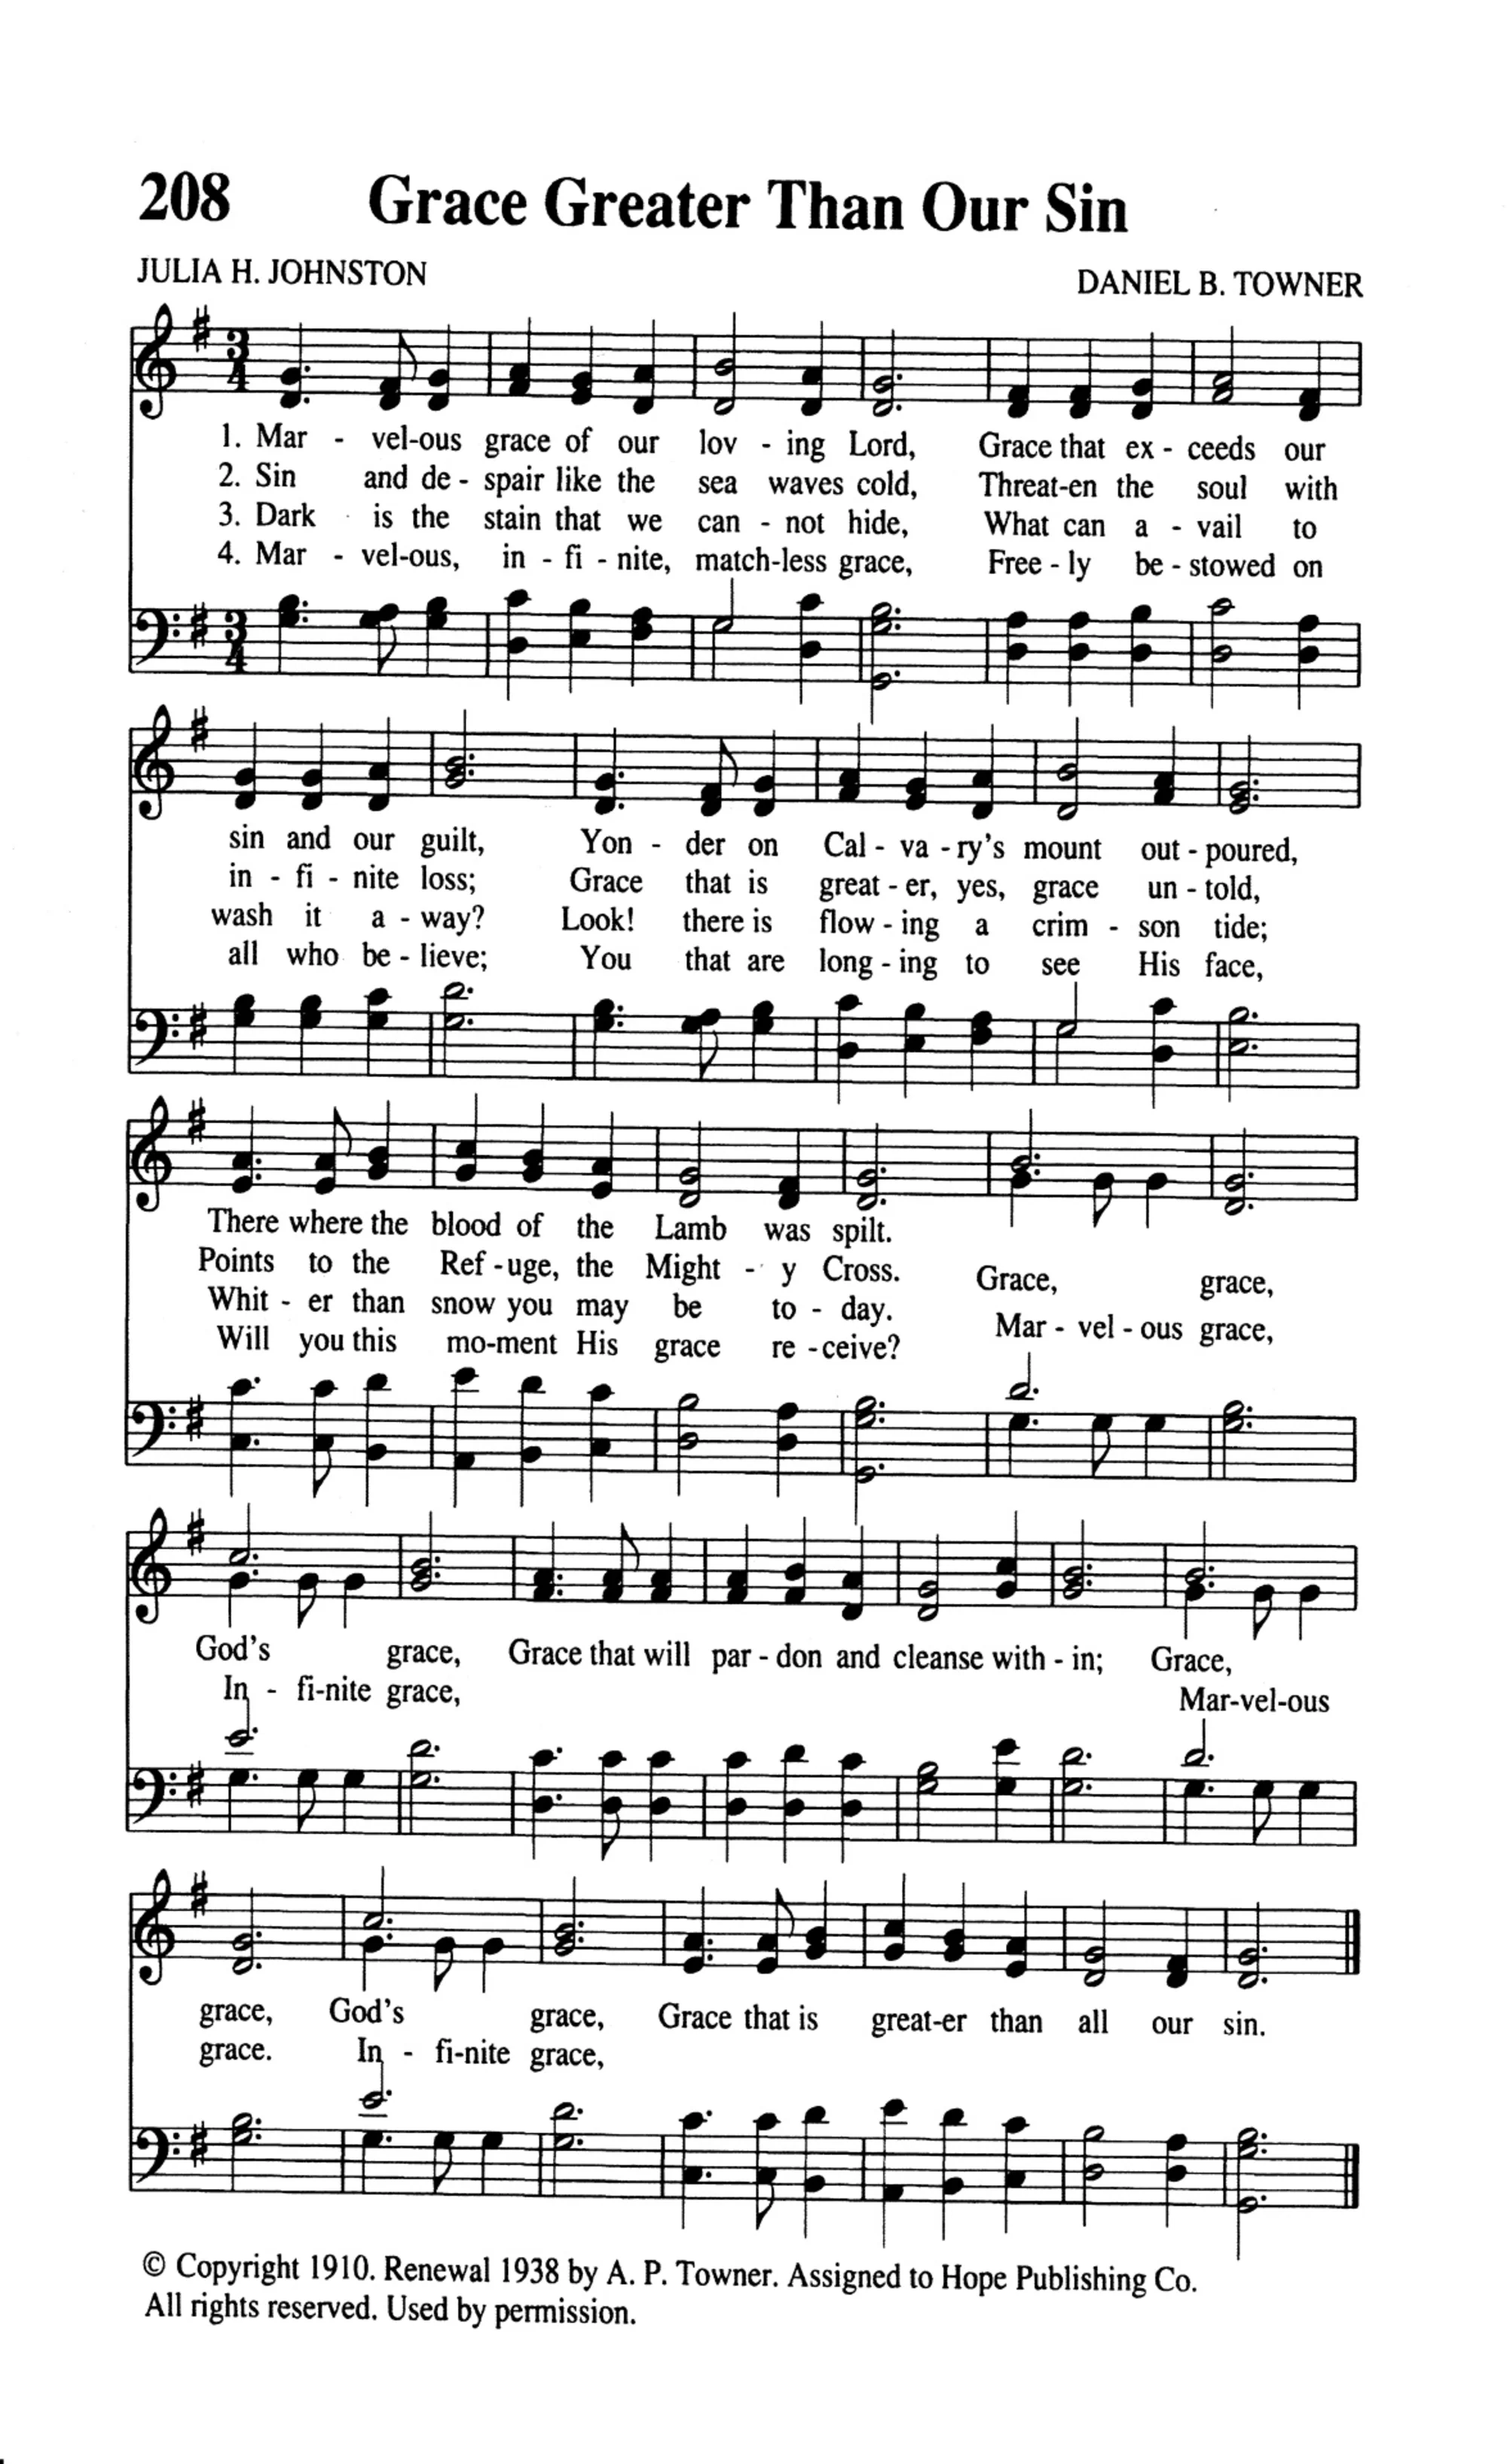 208 Grace Greater Than Our Sin
JULIA H. JOHNSTON DANIEL B. TOWNER
3 4
1. Mar - vel-ous grace of our lov - ing Lord, Grace that ex - ceeds our
2. Sin and de - spair like the sea waves cold, Threat-en the soul with
3. Dark is the stain that we can - not hide, What can a - vail to
4. Mar - vel-ous, in - fi - nite, match-less grace, Free - ly be - stowed on
3 4
sin and our guilt, Yon - der on Cal - va - ry's mount out - poured,
in - fi - nite loss; Grace that is great - er, yes, grace un - told,
wash it a - way? Look! there is flow - ing a crim - son tide;
all who be - lieve; You that are long - ing to see His face,
There where the blood of the Lamb was spilt.
Points to the Ref - uge, the Might - y Cross. Grace, grace,
Whit - er than snow you may be to - day. Mar - vel - ous grace,
Will you this mo-ment His grace re - ceive?
God's grace, Grace that will par - don and cleanse with - in; Grace,
In - fi-nite grace, Mar-vel-ous
grace, God's grace, Grace that is great-er than all our sin.
grace. In - fi-nite grace,
© Copyright 1910. Renewal 1938 by A. P. Towner. Assigned to Hope Publishing Co.
All rights reserved. Used by permission.